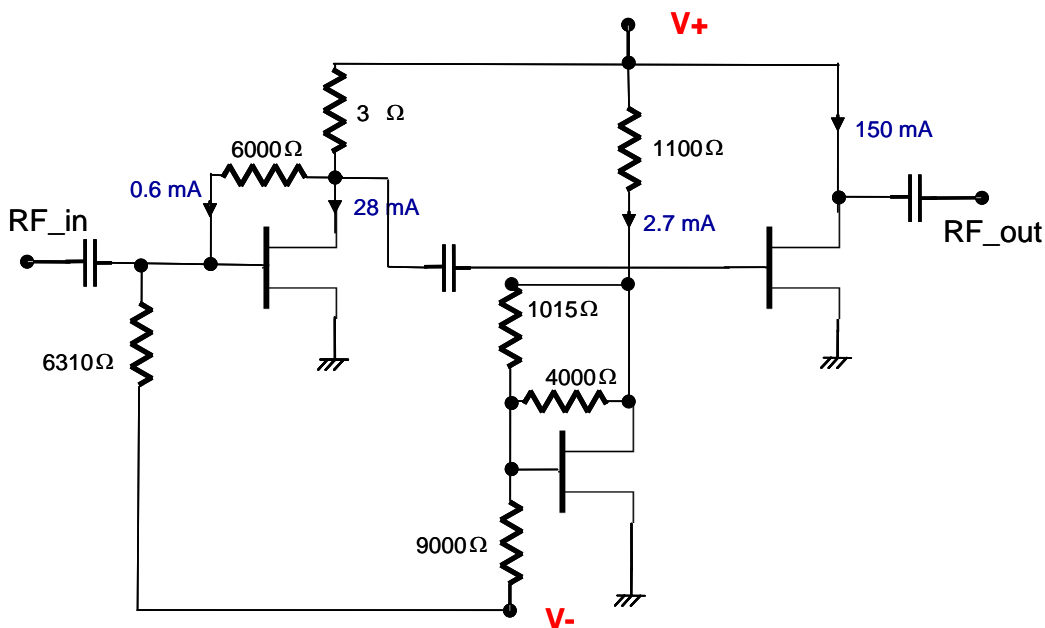 V+
3 Ω
150 mA
6000Ω
1100Ω
0.6 mA
28 mA
RF_in
2.7 mA
RF_out
1015Ω
6310Ω
4000Ω
9000Ω
V-